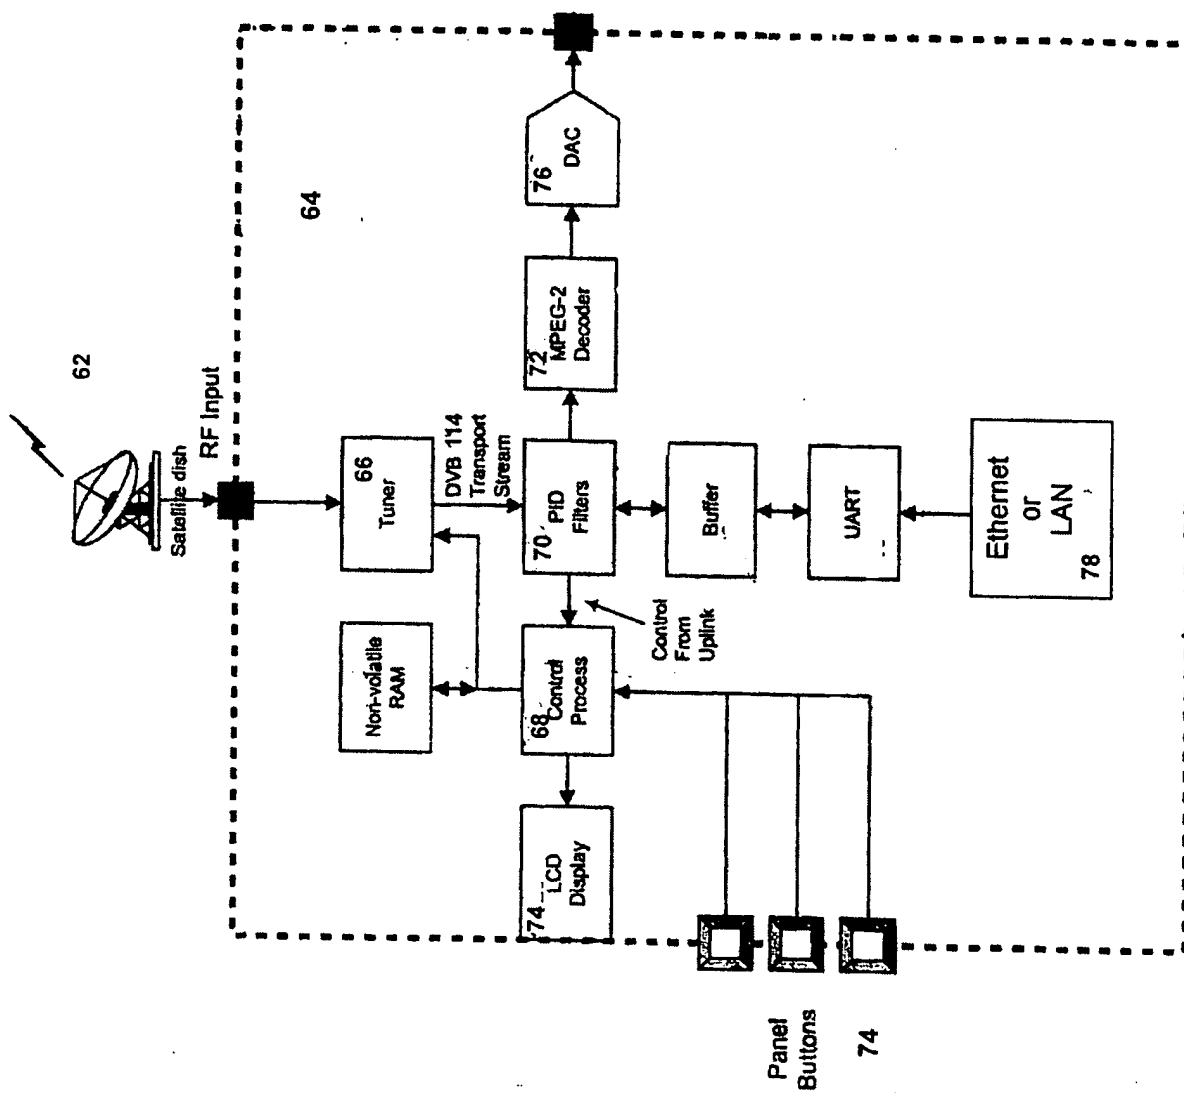 62
Satellite dish
RF Input
64
66
Tuner
Non-volatile
RAM
DVB 114
Transport
Stream
76
DAC
72
MPEG-2
Decoder
70
PID
Filters
68
Control
Process
74
LCD
Display
Control
From
Uplink
Buffer
UART
Ethernet
or
LAN
78
Panel
Buttons
74